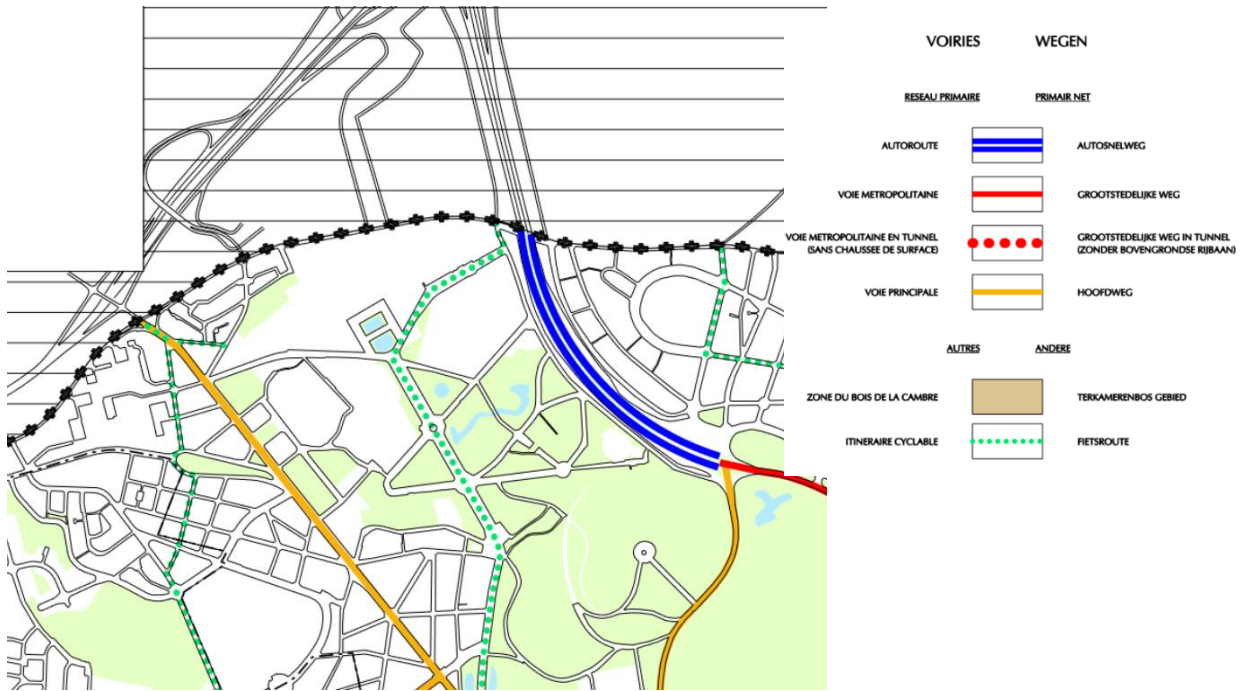 VOIRIES WEGEN
RESEAU PRIMAIRE PRIMAIR NET
AUTOROUTE AUTOSNELWEG
VOIE METROPOLITAINE GROOTSTEDELIJKE WEG
VOIE METROPOLITAINE EN TUNNEL GROOTSTEDELIJKE WEG IN TUNNEL
(SANS CHAUSSEE DE SURFACE) (ZONDER BOVENGRONDSE RIJBAAN)
VOIE PRINCIPALE HOOFDWEG
AUTRES ANDERE
ZONE DU BOIS DE LA CAMBRE TERKAMERENBOS GEBIED
ITINERAIRE CYCLABLE FIETSROUTE